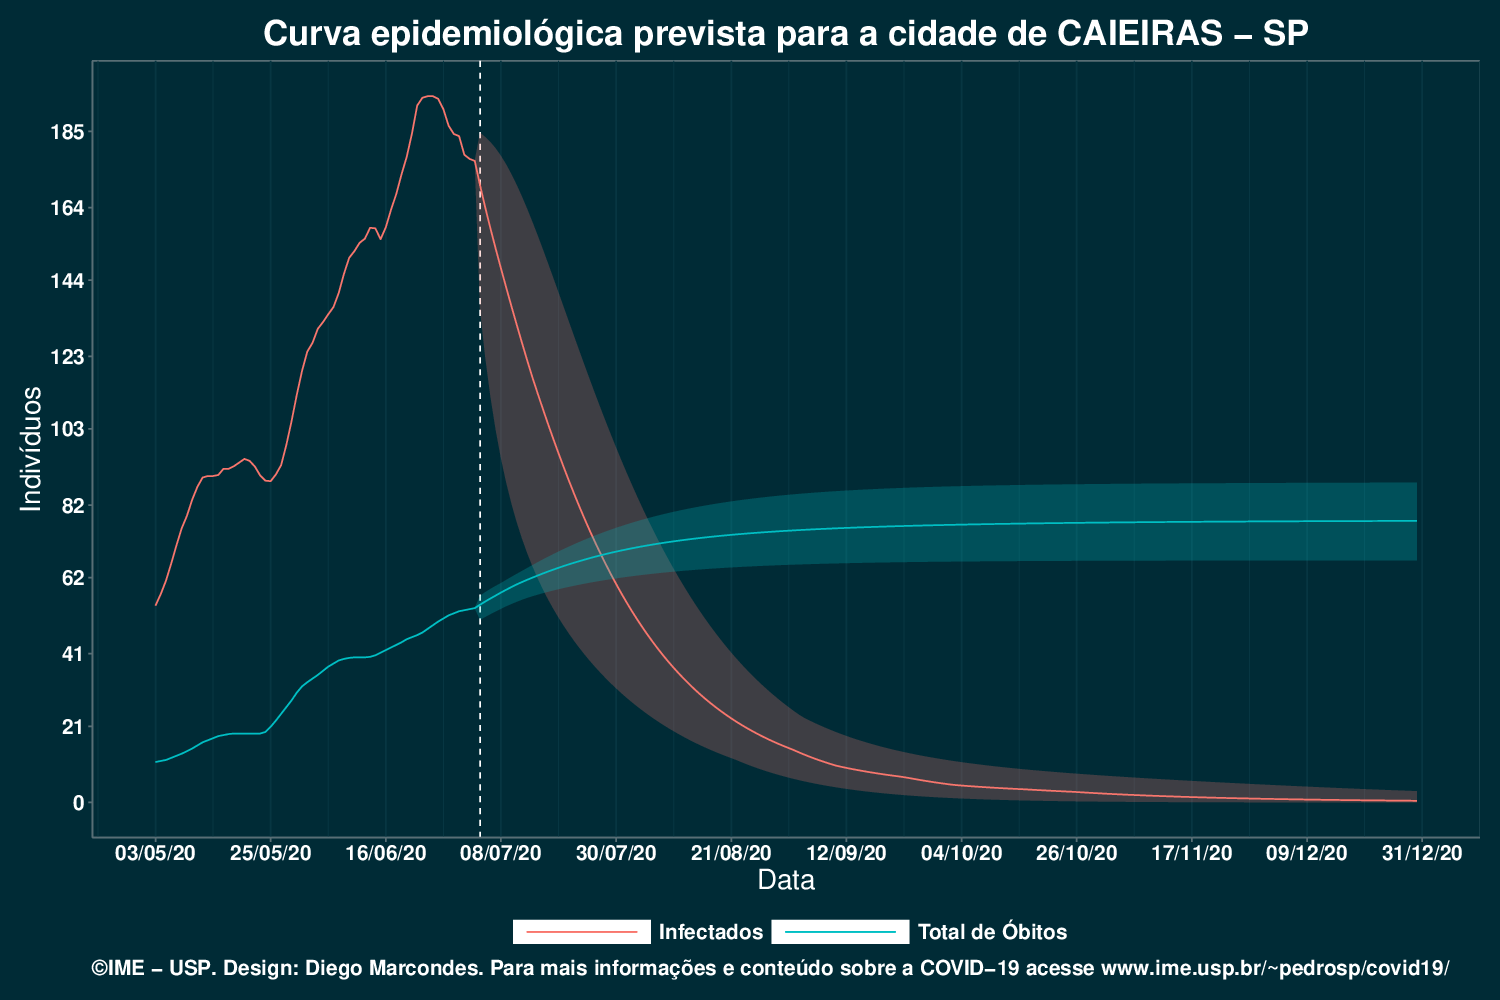 Curva epidemiológica prevista para a cidade de CAIEIRAS – SP
Indivíduos
185
164
144
123
103
82
62
41
21
0
03/05/20 25/05/20 16/06/20 08/07/20 30/07/20 21/08/20 12/09/20 04/10/20 26/10/20 17/11/20 09/12/20 31/12/20
Data
Infectados Total de Óbitos
©IME – USP. Design: Diego Marcondes. Para mais informações e conteúdo sobre a COVID–19 acesse www.ime.usp.br/~pedrosp/covid19/